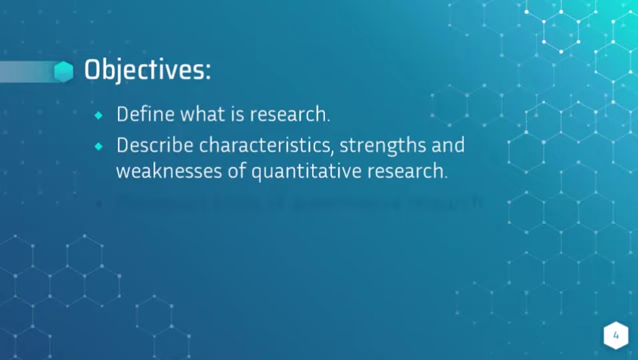 Objectives:
Define what is research.
Describe characteristics, strengths and
weaknesses of quantitative research.
4